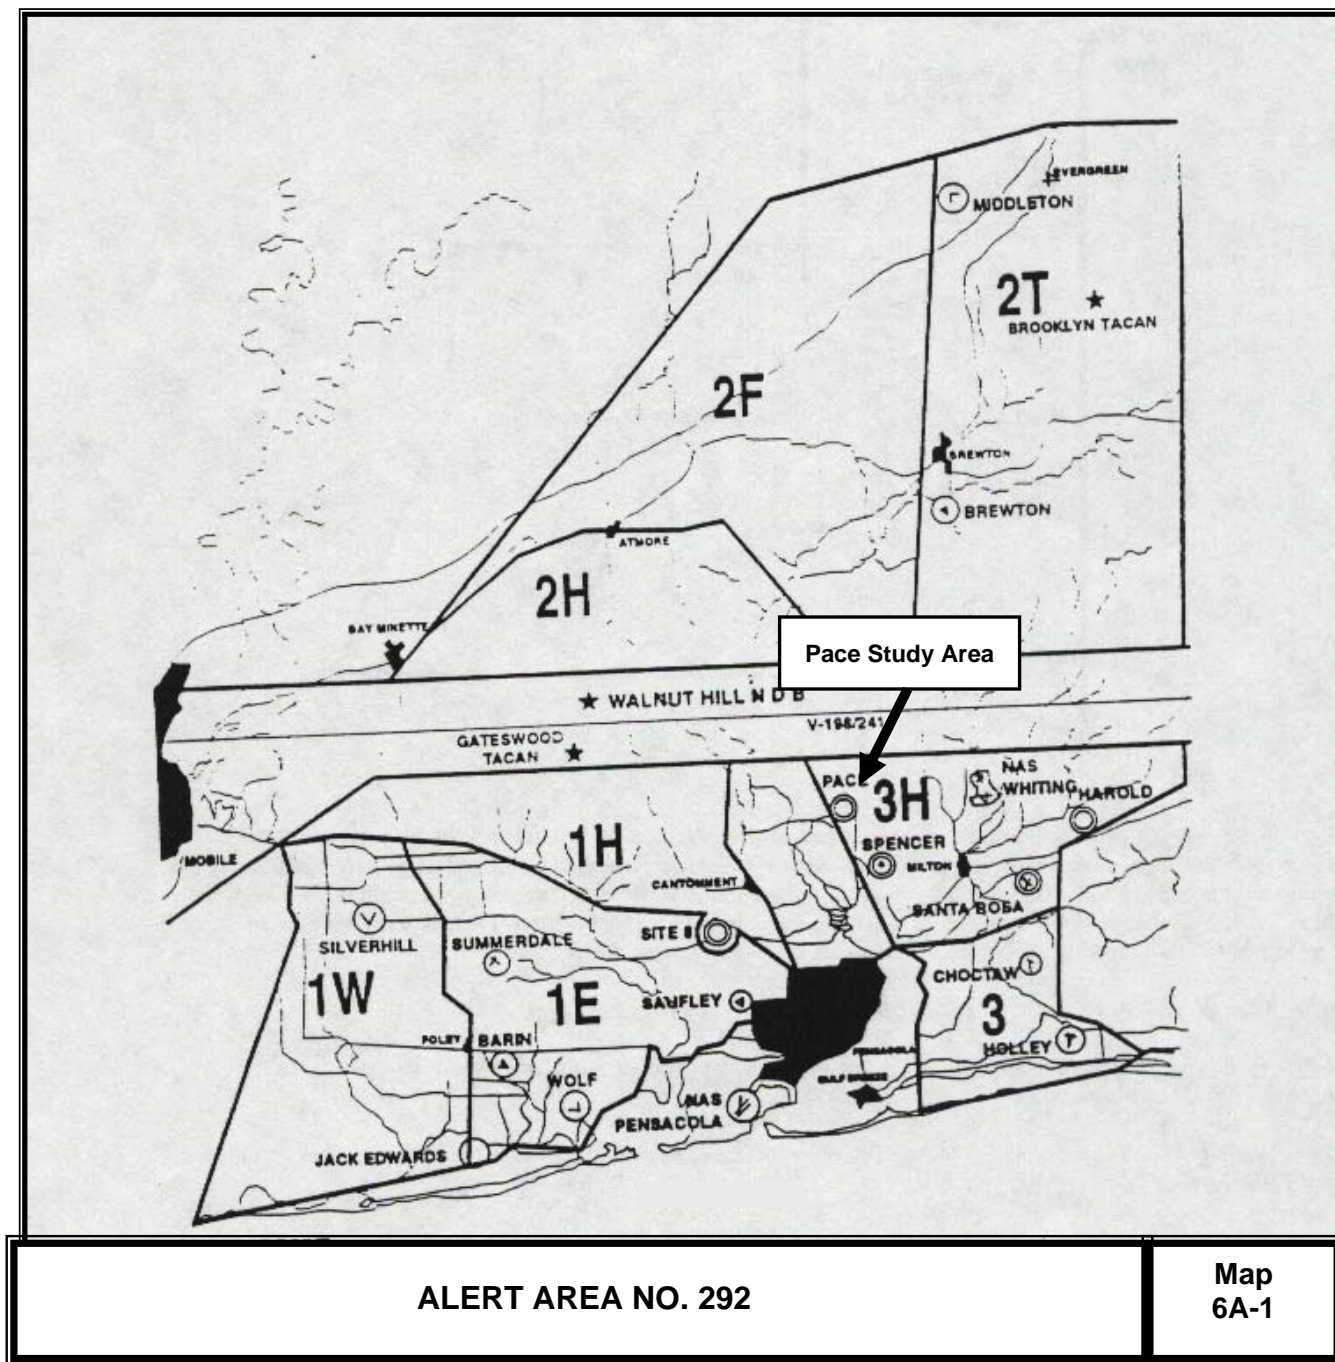 EVERGREEN
MIDDLETON
2T
BROOKLYN TACAN
2F
BREWTON
BREWTON
ATMORE
2H
BAY MINETTE
Pace Study Area
WALNUT HILL N D B
V-198/241
GATESWOOD
TACAN
PACE
3H
NAS
WHITING
HAROLD
1H
MOBILE
SPENCER
MILTON
CANTONMENT
SANTA ROSA
SILVERHILL
SUMMERDALE
SITE 8
CHOCTAW
1W
1E
SAUFLEY
3
FOLEY
BARIN
HOLLEY
PENSACOLA
WOLF
GULF BREEZE
NAS
PENSACOLA
JACK EDWARDS
ALERT AREA NO. 292
Map
6A-1